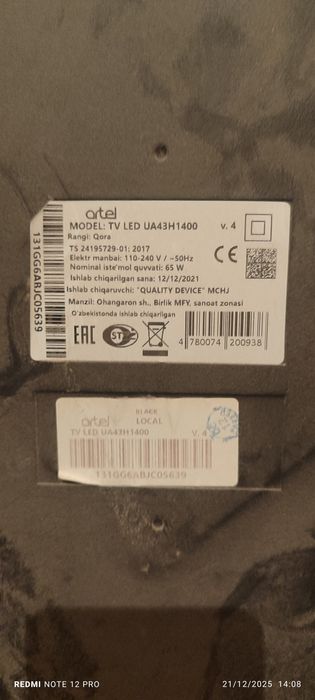 artel
MODEL: TV LED UA43H1400 v. 4
Rangi: Qora
TS 24195729-01: 2017
Elektr manbai: 110-240 V / ~50Hz
Nominal iste'mol quvvati: 65 W
Ishlab chiqarilgan sana: 12/12/2021
Ishlab chiqaruvchi: "QUALITY DEVICE" MCHJ
Manzil: Ohangaron sh., Birlik MFY, sanoat zonasi
O'zbekistonda ishlab chiqarilgan
CE
EAC
4 780074 200938
131GG6ABJC05639
artel
BLACK
LOCAL
TV LED UA43H1400 V. 4
131GG6ABJC05639
REDMI NOTE 12 PRO
21/12/2025 14:08